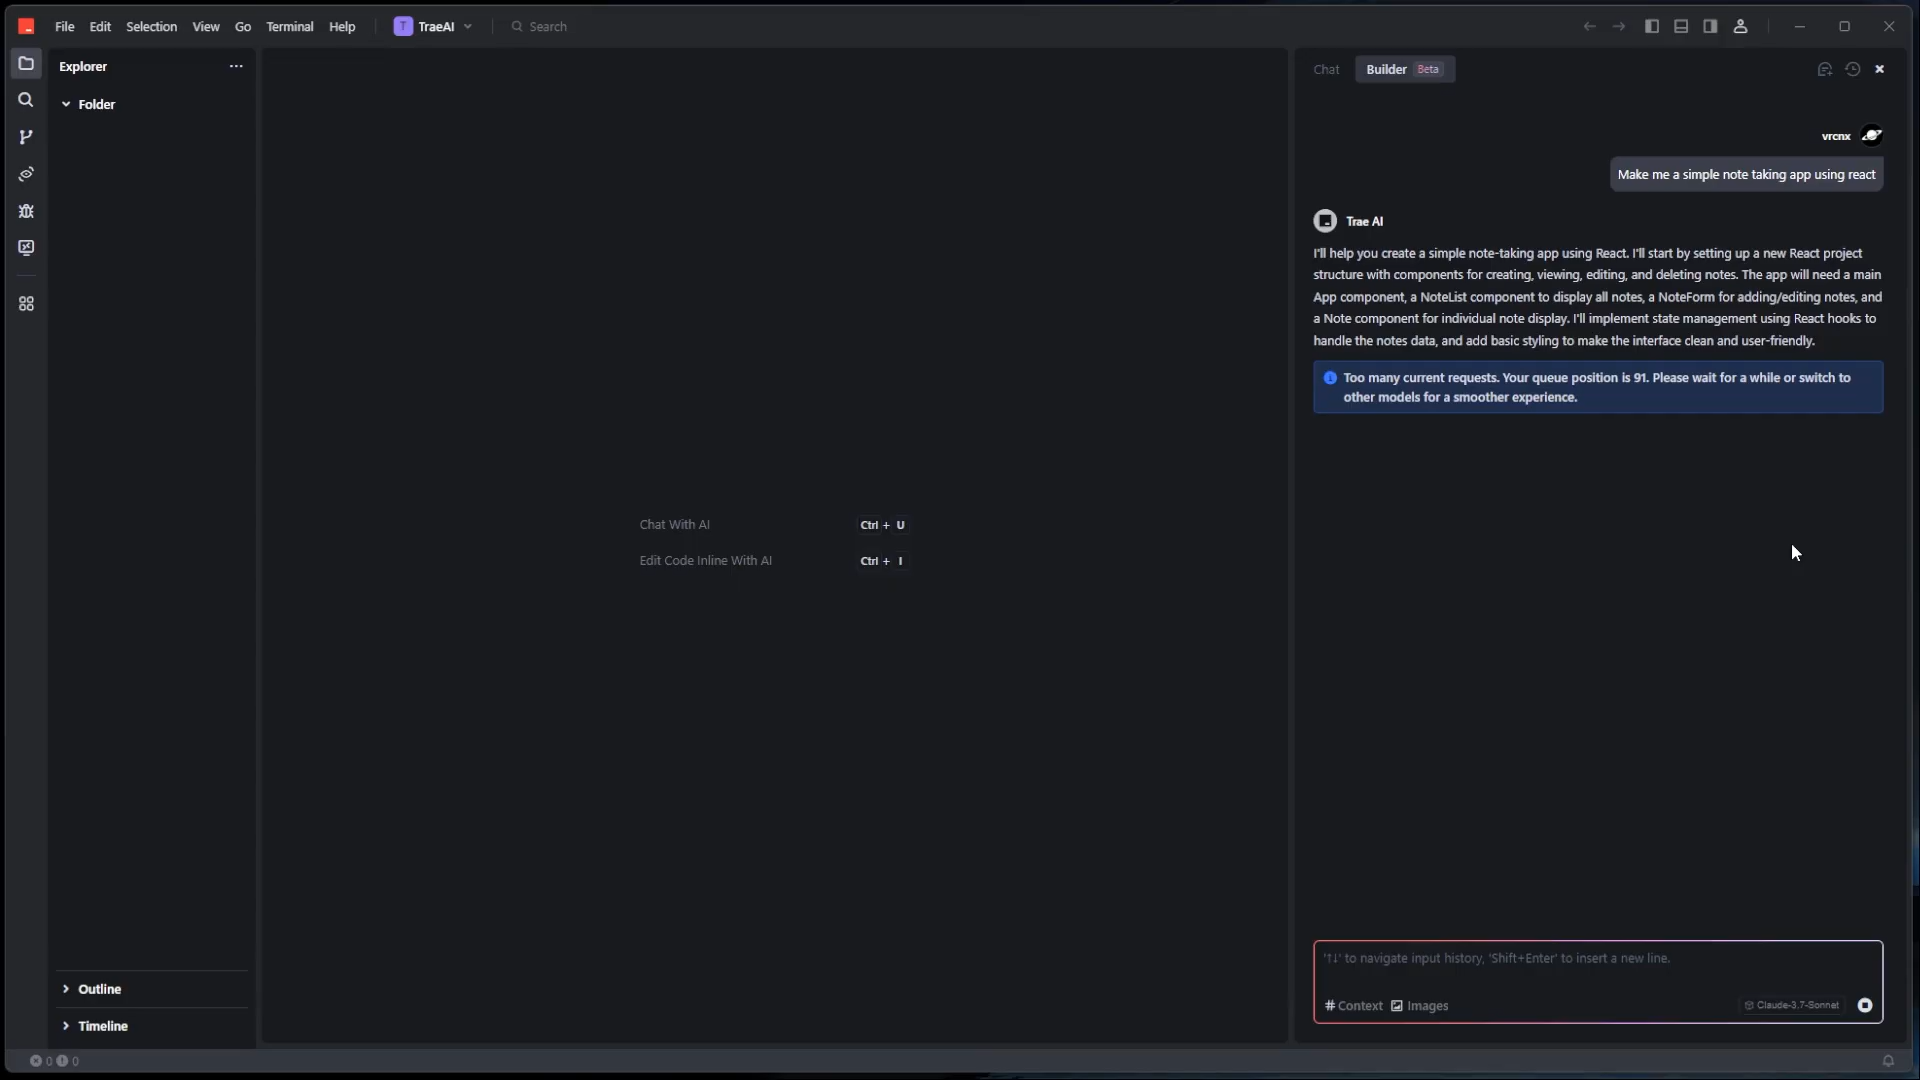 File Edit Selection View Go Terminal Help T TraeAI Search
Explorer
Folder
Outline
Timeline
Chat With AI Ctrl + U
Edit Code Inline With AI Ctrl + I
Chat Builder Beta
vrcnx
Make me a simple note taking app using react
Trae AI
I'll help you create a simple note-taking app using React. I'll start by setting up a new React project
structure with components for creating, viewing, editing, and deleting notes. The app will need a main
App component, a NoteList component to display all notes, a NoteForm for adding/editing notes, and
a Note component for individual note display. I'll implement state management using React hooks to
handle the notes data, and add basic styling to make the interface clean and user-friendly.
Too many current requests. Your queue position is 91. Please wait for a while or switch to
other models for a smoother experience.
'↑↓' to navigate input history, 'Shift+Enter' to insert a new line.
# Context Images Claude-3.7-Sonnet
0 0